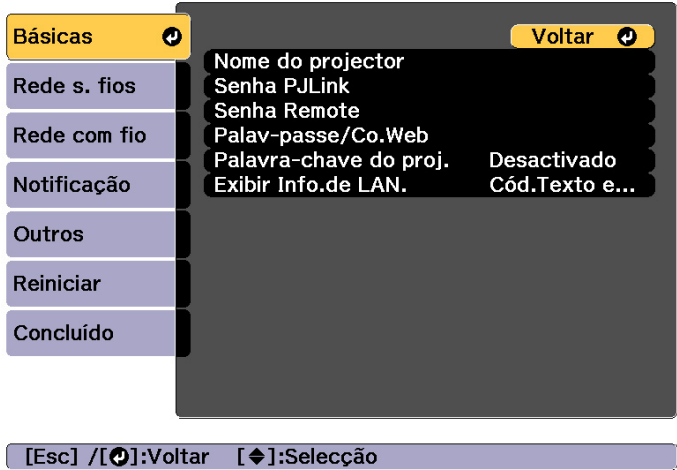 Básicas
Rede s. fios
Rede com fio
Notificação
Outros
Reiniciar
Concluído
Voltar
Nome do projector
Senha PJLink
Senha Remote
Palav-passe/Co.Web
Palavra-chave do proj. Desactivado
Exibir Info.de LAN. Cód.Texto e...
[Esc] /[⏎]:Voltar [◆]:Selecção